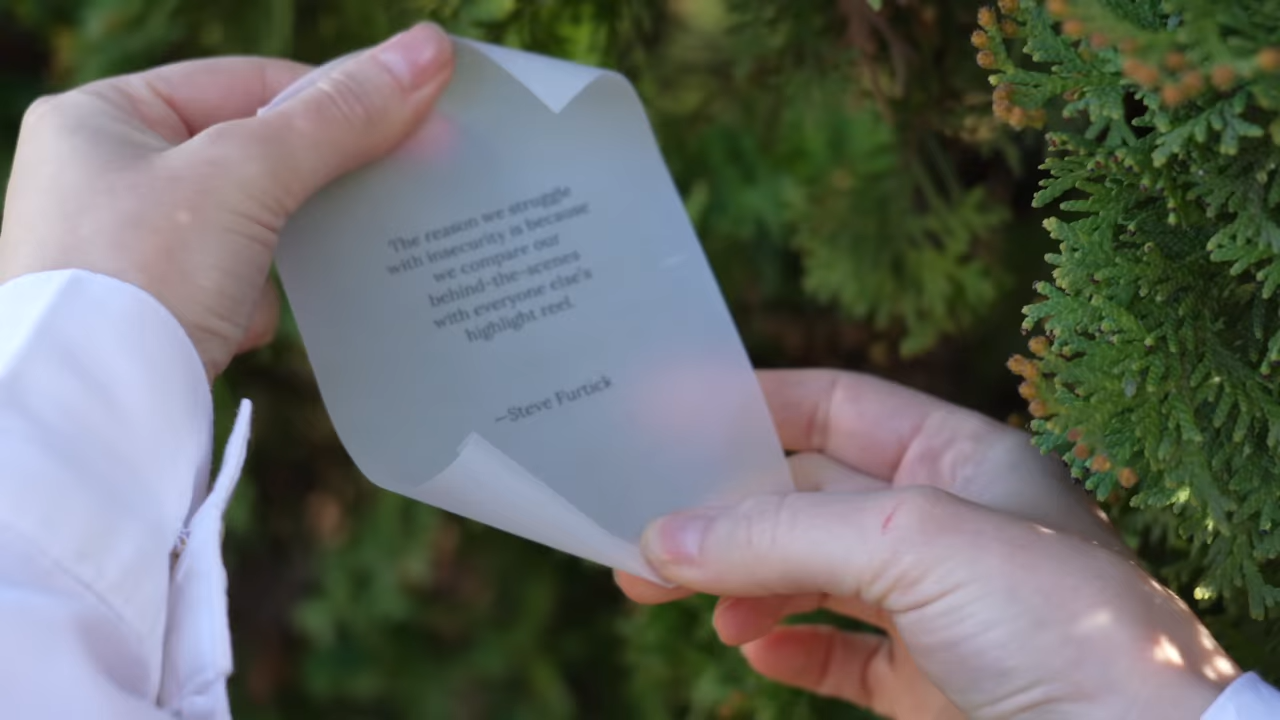 The reason we struggle
with insecurity is because
we compare our
behind-the-scenes
with everyone else's
highlight reel.
—Steve Furtick